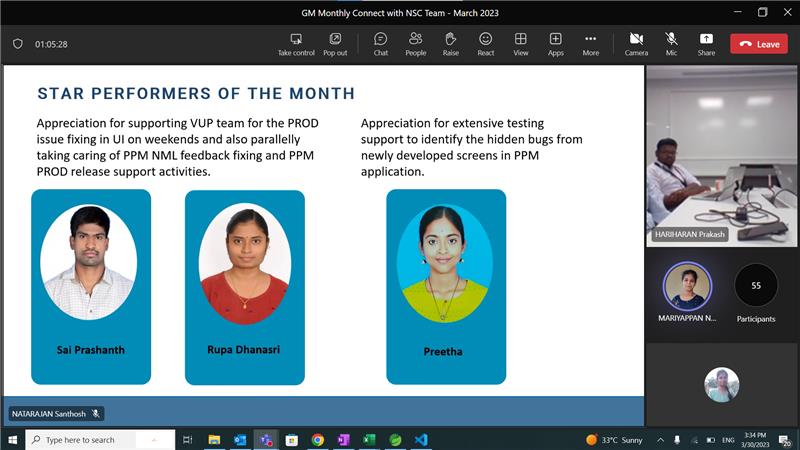 GM Monthly Connect with NSC Team - March 2023
01:05:28
Take control
Pop out
Chat
People
Raise
React
View
Apps
More
Camera
Mic
Share
Leave
STAR PERFORMERS OF THE MONTH
Appreciation for supporting VUP team for the PROD
issue fixing in UI on weekends and also parallelly
taking caring of PPM NML feedback fixing and PPM
PROD release support activities.
Appreciation for extensive testing
support to identify the hidden bugs from
newly developed screens in PPM
application.
Sai Prashanth
Rupa Dhanasri
Preetha
HARIHARAN Prakash
MARIYAPPAN N...
55
Participants
NATARAJAN Santhosh
Type here to search
33°C Sunny
3:34 PM
3/30/2023
20